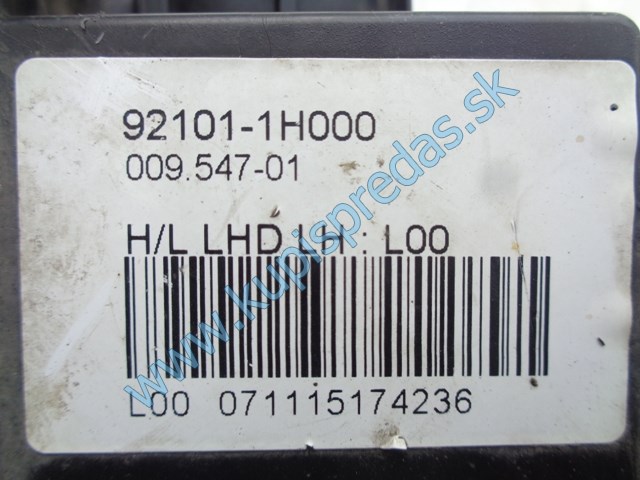 92101-1H000
009.547-01
H/L LHD LH : L00
L00 071115174236
www.kupispredas.sk